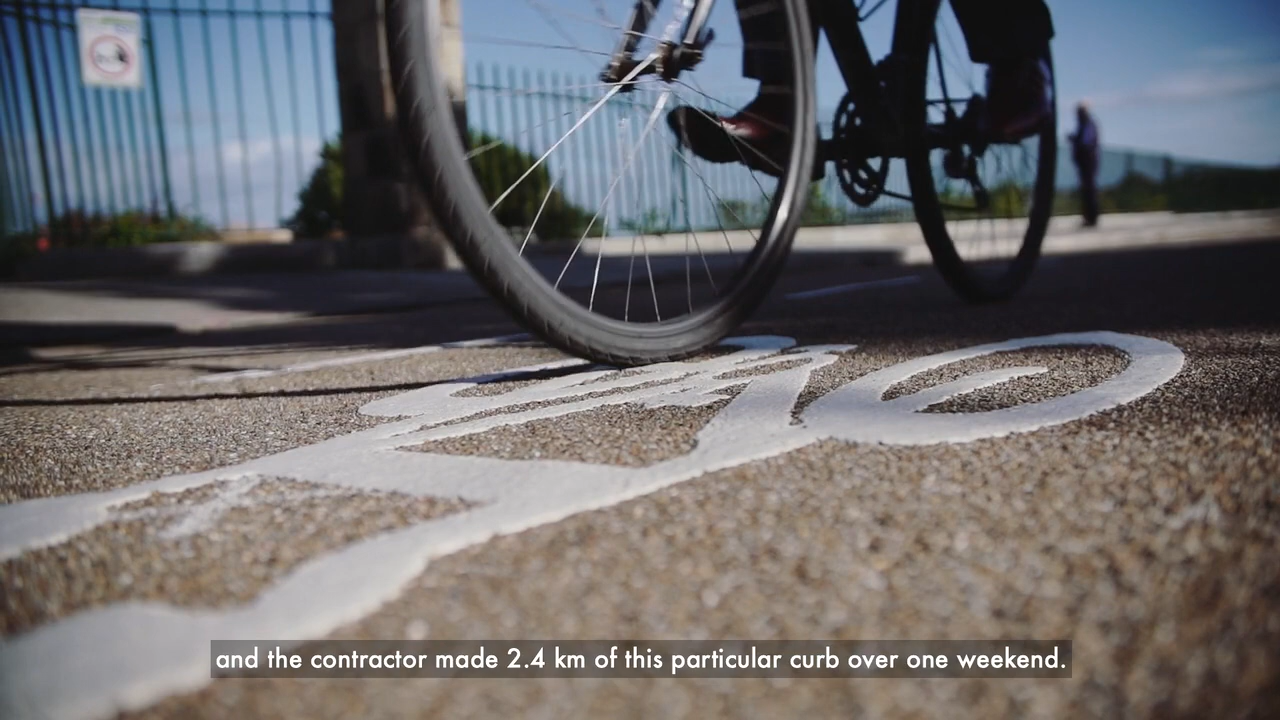 and the contractor made 2.4 km of this particular curb over one weekend.